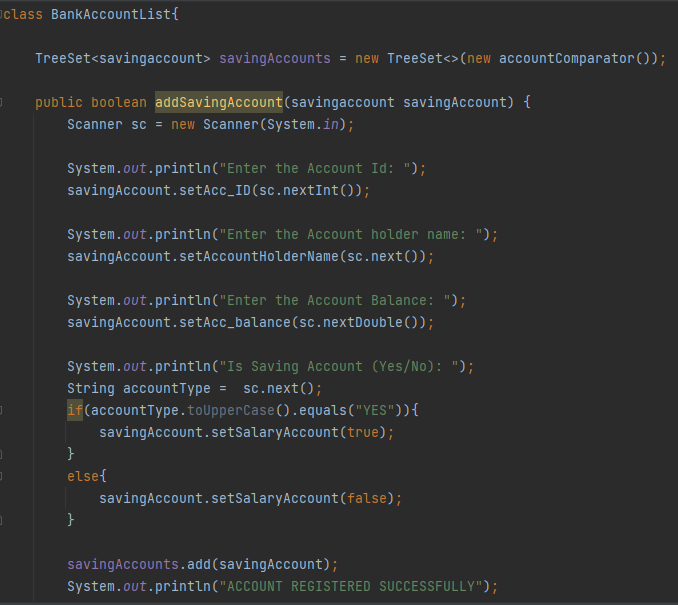 class BankAccountList{
TreeSet<savingaccount> savingAccounts = new TreeSet<>(new accountComparator());
public boolean addSavingAccount(savingaccount savingAccount) {
Scanner sc = new Scanner(System.in);
System.out.println("Enter the Account Id: ");
savingAccount.setAcc_ID(sc.nextInt());
System.out.println("Enter the Account holder name: ");
savingAccount.setAccountHolderName(sc.next());
System.out.println("Enter the Account Balance: ");
savingAccount.setAcc_balance(sc.nextDouble());
System.out.println("Is Saving Account (Yes/No): ");
String accountType =  sc.next();
if(accountType.toUpperCase().equals("YES")){
savingAccount.setSalaryAccount(true);
}
else{
savingAccount.setSalaryAccount(false);
}
savingAccounts.add(savingAccount);
System.out.println("ACCOUNT REGISTERED SUCCESSFULLY");